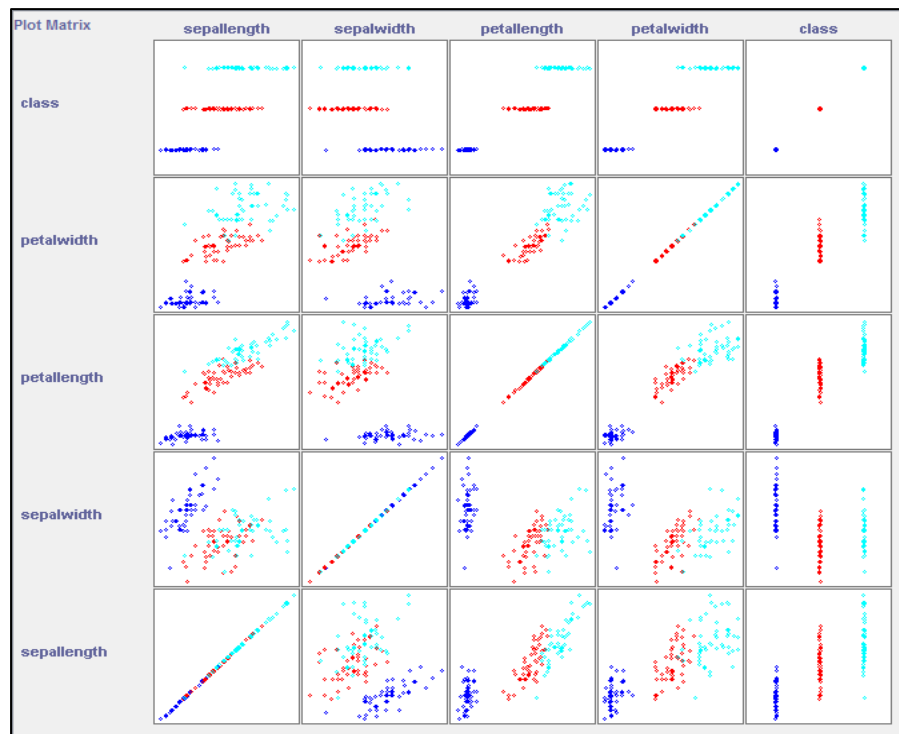 Plot Matrix
sepallength sepalwidth petallength petalwidth class
class
petalwidth
petallength
sepalwidth
sepallength